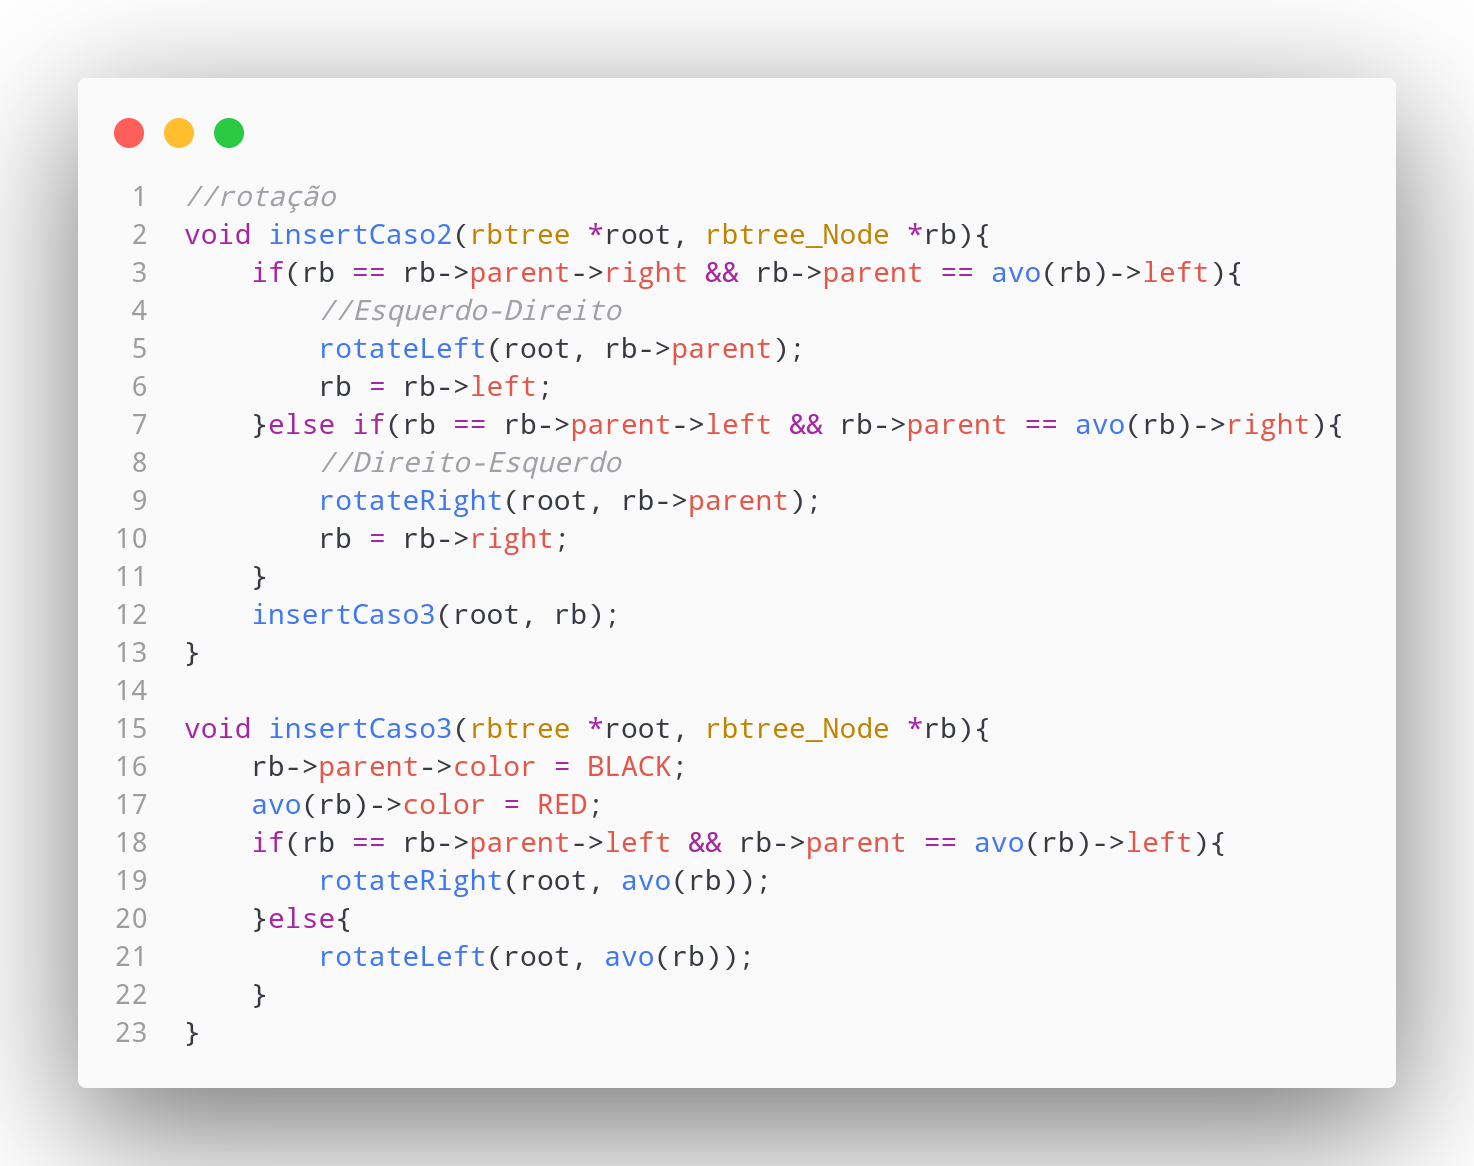 1 //rotação
2 void insertCaso2(rbtree *root, rbtree_Node *rb){
3     if(rb == rb->parent->right && rb->parent == avo(rb)->left){
4         //Esquerdo-Direito
5         rotateLeft(root, rb->parent);
6         rb = rb->left;
7     }else if(rb == rb->parent->left && rb->parent == avo(rb)->right){
8         //Direito-Esquerdo
9         rotateRight(root, rb->parent);
10         rb = rb->right;
11     }
12     insertCaso3(root, rb);
13 }
14
15 void insertCaso3(rbtree *root, rbtree_Node *rb){
16     rb->parent->color = BLACK;
17     avo(rb)->color = RED;
18     if(rb == rb->parent->left && rb->parent == avo(rb)->left){
19         rotateRight(root, avo(rb));
20     }else{
21         rotateLeft(root, avo(rb));
22     }
23 }